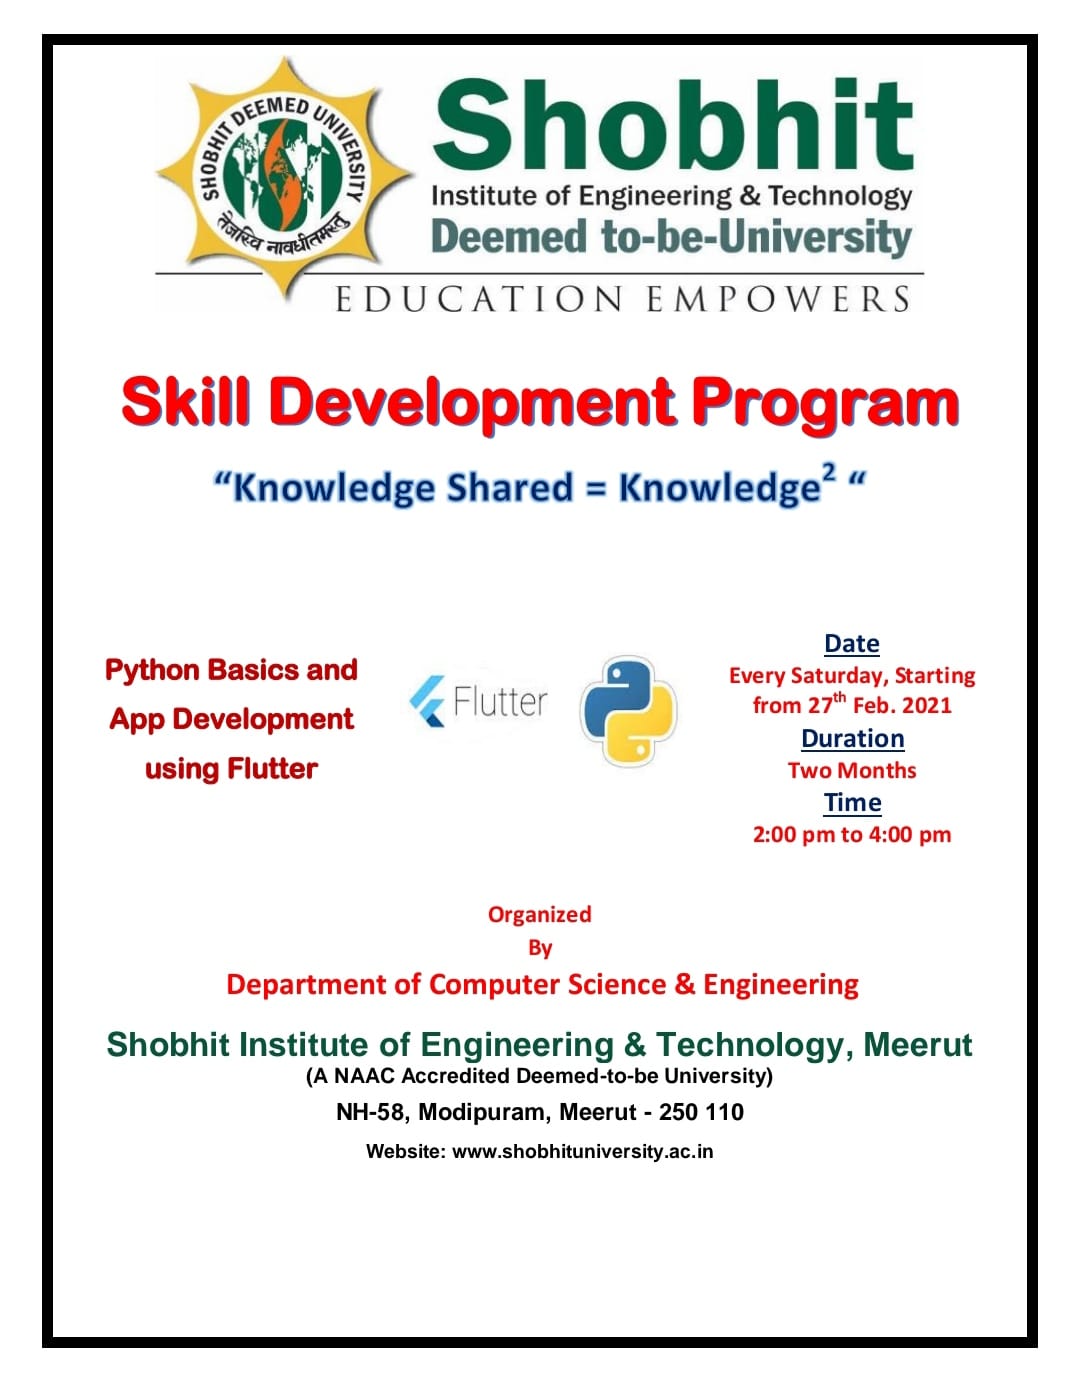 SHOBHIT DEEMED UNIVERSITY
तेजस्वि नावधीतमस्तु
Shobhit
Institute of Engineering & Technology
Deemed to-be-University
EDUCATION EMPOWERS
Skill Development Program
“Knowledge Shared = Knowledge² “
Python Basics and
App Development
using Flutter
Flutter
Date
Every Saturday, Starting
from 27th Feb. 2021
Duration
Two Months
Time
2:00 pm to 4:00 pm
Organized
By
Department of Computer Science & Engineering
Shobhit Institute of Engineering & Technology, Meerut
(A NAAC Accredited Deemed-to-be University)
NH-58, Modipuram, Meerut - 250 110
Website: www.shobhituniversity.ac.in